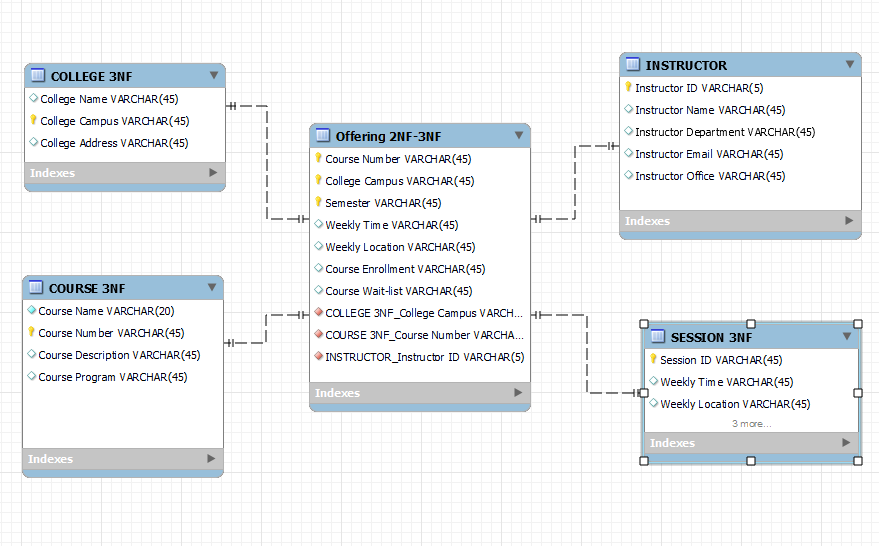 COLLEGE 3NF
College Name VARCHAR(45)
College Campus VARCHAR(45)
College Address VARCHAR(45)
Indexes
COURSE 3NF
Course Name VARCHAR(20)
Course Number VARCHAR(45)
Course Description VARCHAR(45)
Course Program VARCHAR(45)
Indexes
Offering 2NF-3NF
Course Number VARCHAR(45)
College Campus VARCHAR(45)
Semester VARCHAR(45)
Weekly Time VARCHAR(45)
Weekly Location VARCHAR(45)
Course Enrollment VARCHAR(45)
Course Wait-list VARCHAR(45)
COLLEGE 3NF_College Campus VARCH...
COURSE 3NF_Course Number VARCHA...
INSTRUCTOR_Instructor ID VARCHAR(5)
Indexes
INSTRUCTOR
Instructor ID VARCHAR(5)
Instructor Name VARCHAR(45)
Instructor Department VARCHAR(45)
Instructor Email VARCHAR(45)
Instructor Office VARCHAR(45)
Indexes
SESSION 3NF
Session ID VARCHAR(45)
Weekly Time VARCHAR(45)
Weekly Location VARCHAR(45)
3 more...
Indexes